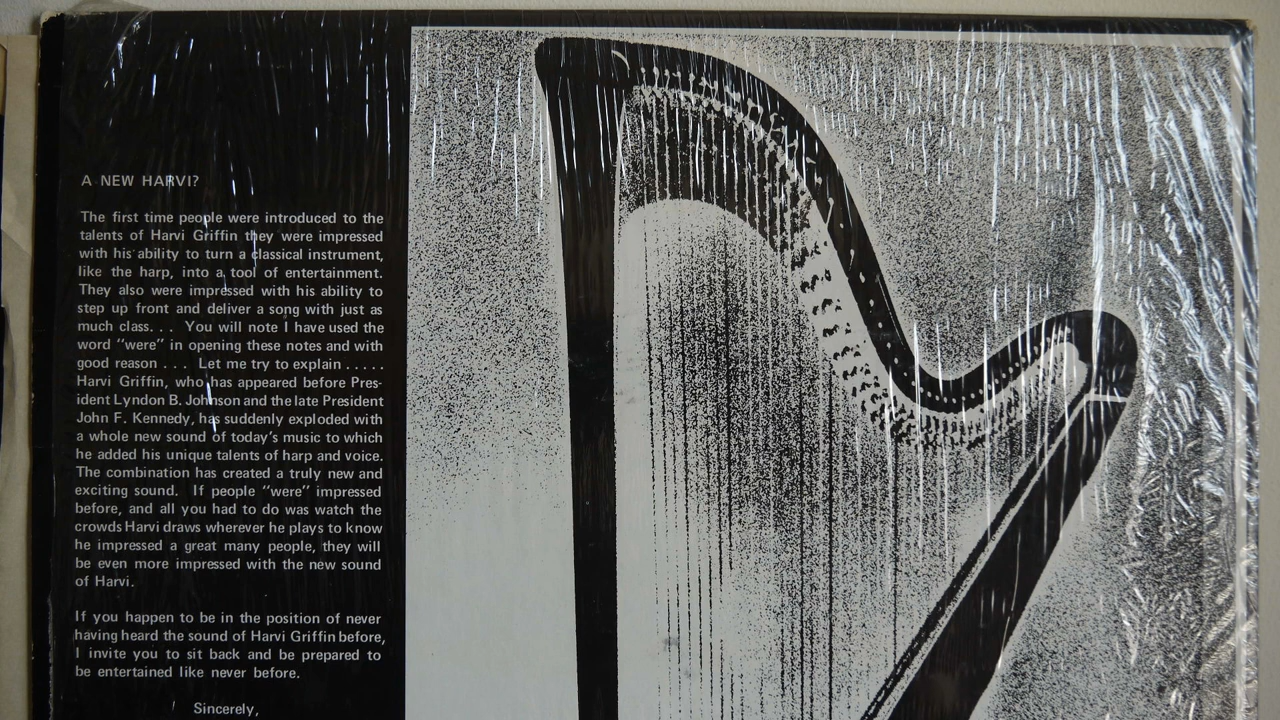 A NEW HARVI?
The first time people were introduced to the
talents of Harvi Griffin they were impressed
with his ability to turn a classical instrument,
like the harp, into a tool of entertainment.
They also were impressed with his ability to
step up front and deliver a song with just as
much class. . . You will note I have used the
word “were” in opening these notes and with
good reason . . . Let me try to explain . . . . .
Harvi Griffin, who has appeared before Pres-
ident Lyndon B. Johnson and the late President
John F. Kennedy, has suddenly exploded with
a whole new sound of today's music to which
he added his unique talents of harp and voice.
The combination has created a truly new and
exciting sound. If people “were” impressed
before, and all you had to do was watch the
crowds Harvi draws wherever he plays to know
he impressed a great many people, they will
be even more impressed with the new sound
of Harvi.
If you happen to be in the position of never
having heard the sound of Harvi Griffin before,
I invite you to sit back and be prepared to
be entertained like never before.
Sincerely,